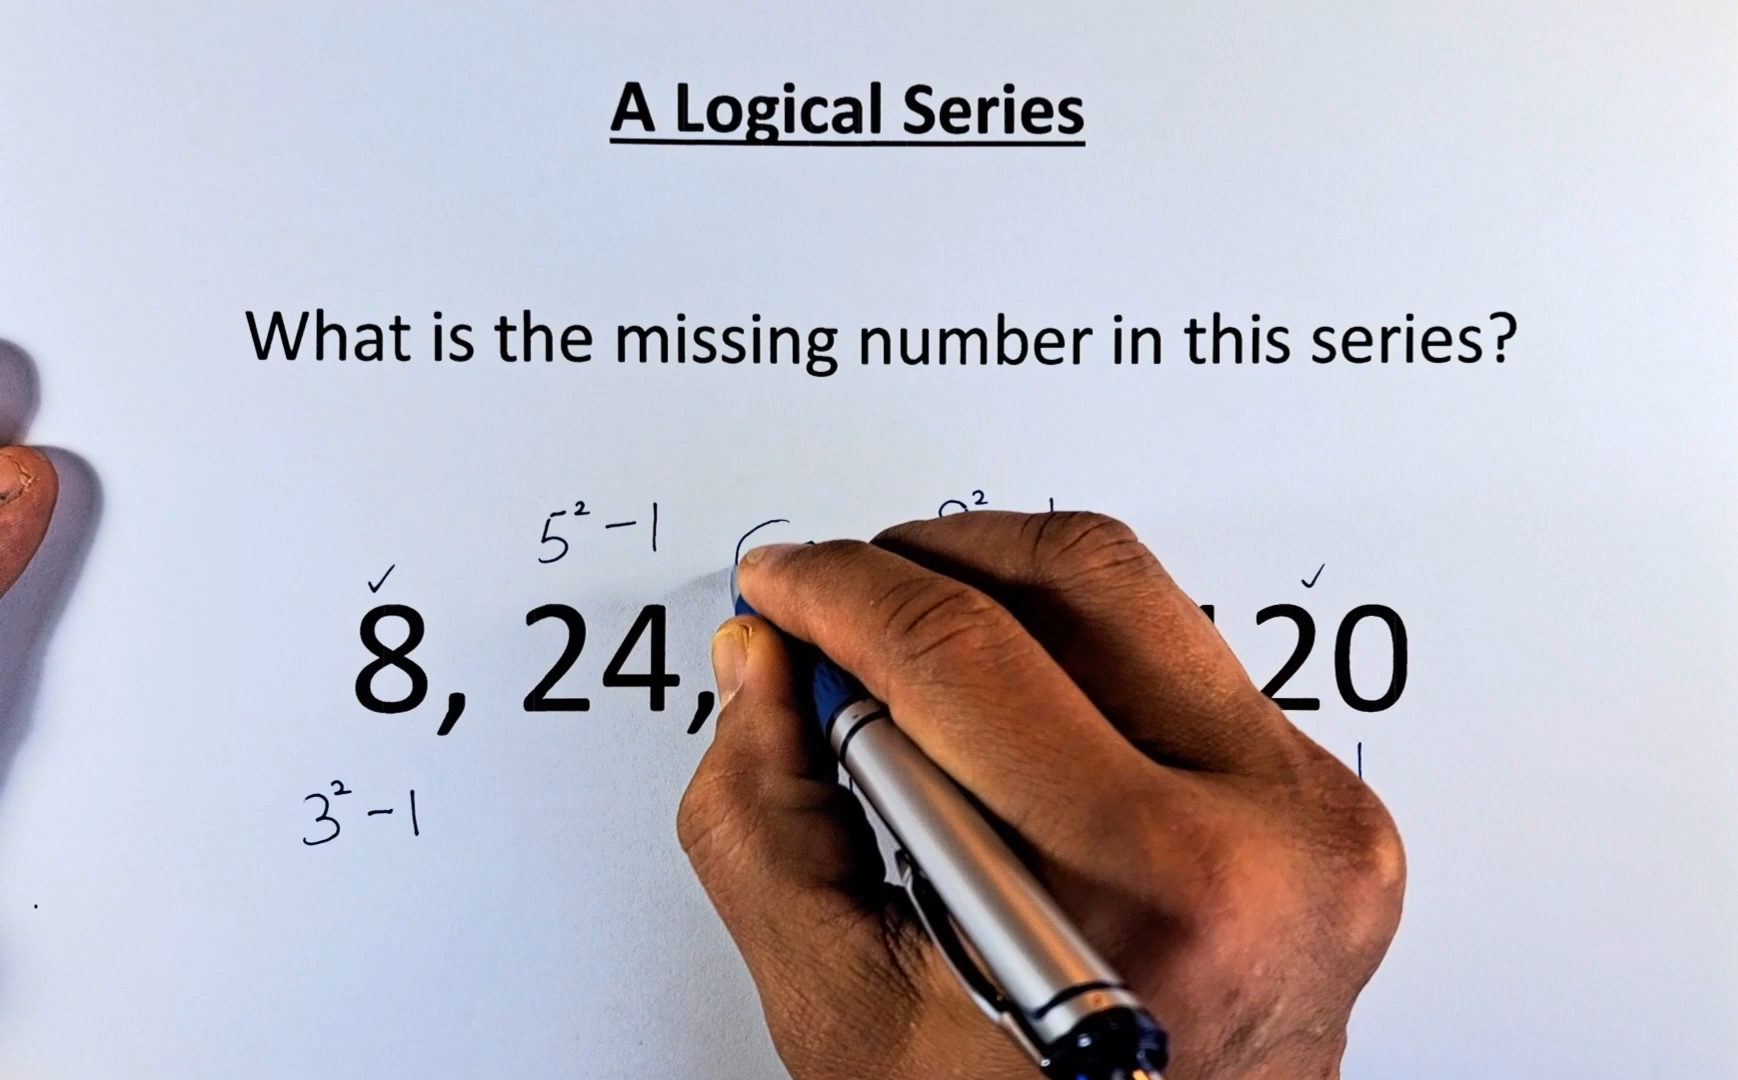 A Logical Series
What is the missing number in this series?
5² – 1
8, 24, 20
3² – 1